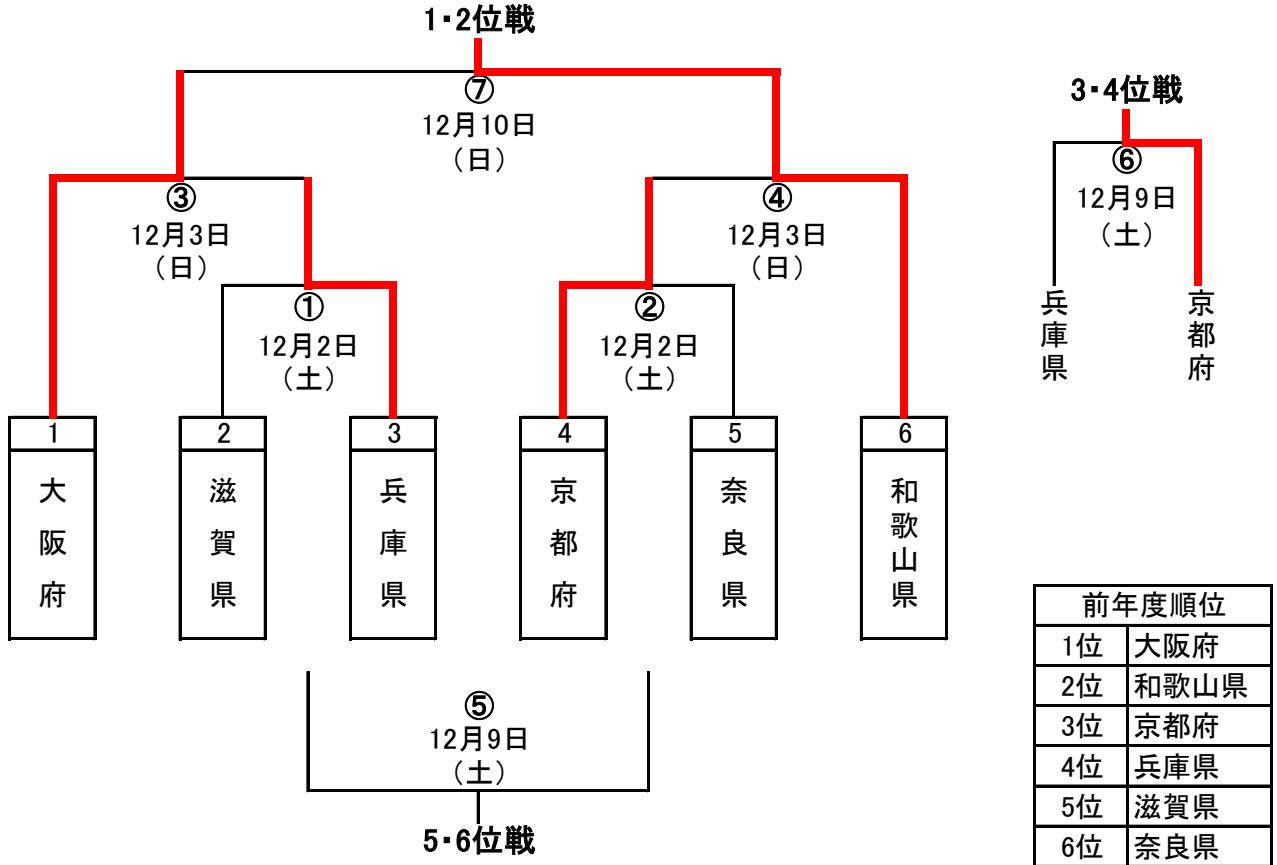 1・2位戦
⑦
12月10日
（日）
3・4位戦
⑥
12月9日
（土）
兵庫県
京都府
③
12月3日
（日）
④
12月3日
（日）
①
12月2日
（土）
②
12月2日
（土）
1
大阪府
2
滋賀県
3
兵庫県
4
京都府
5
奈良県
6
和歌山県
⑤
12月9日
（土）
5・6位戦
前年度順位
1位 大阪府
2位 和歌山県
3位 京都府
4位 兵庫県
5位 滋賀県
6位 奈良県